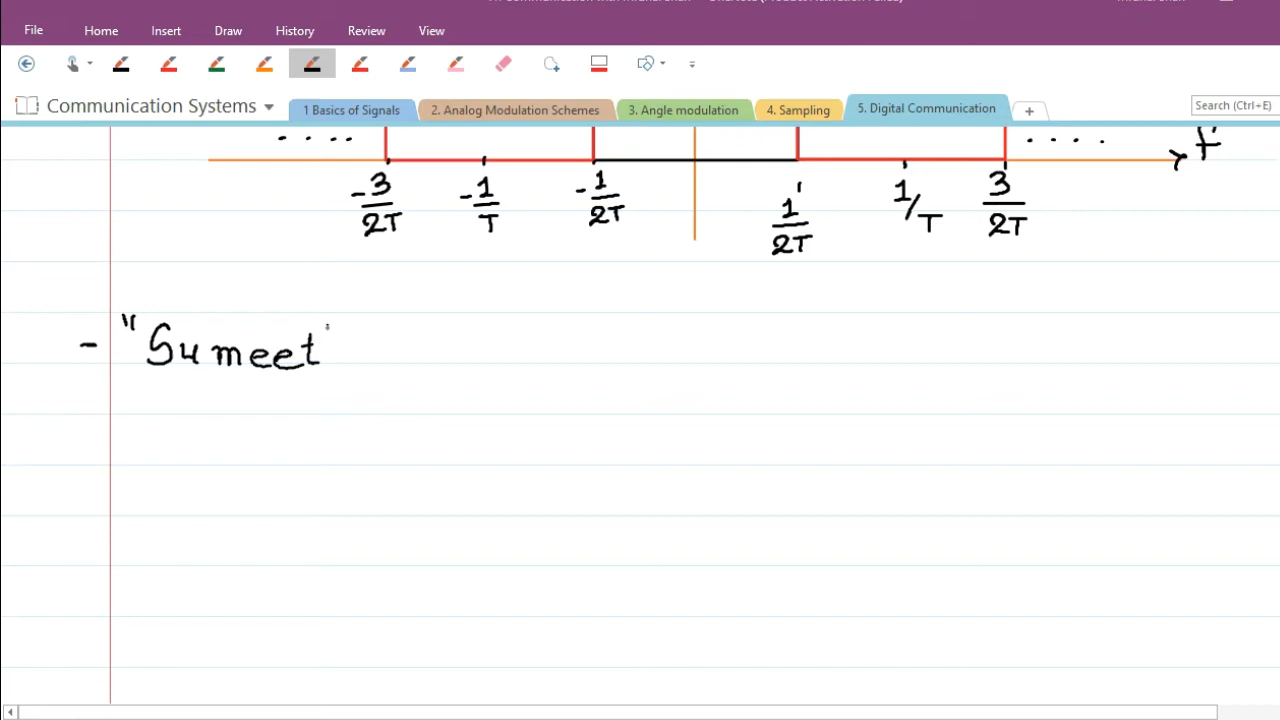 File Home Insert Draw History Review View
Communication Systems 1 Basics of Signals 2. Analog Modulation Schemes 3. Angle modulation 4. Sampling 5. Digital Communication + Search (Ctrl+E)
.... .... f
-3/2T -1/T -1/2T 1/2T 1/T 3/2T
- "Sumeet